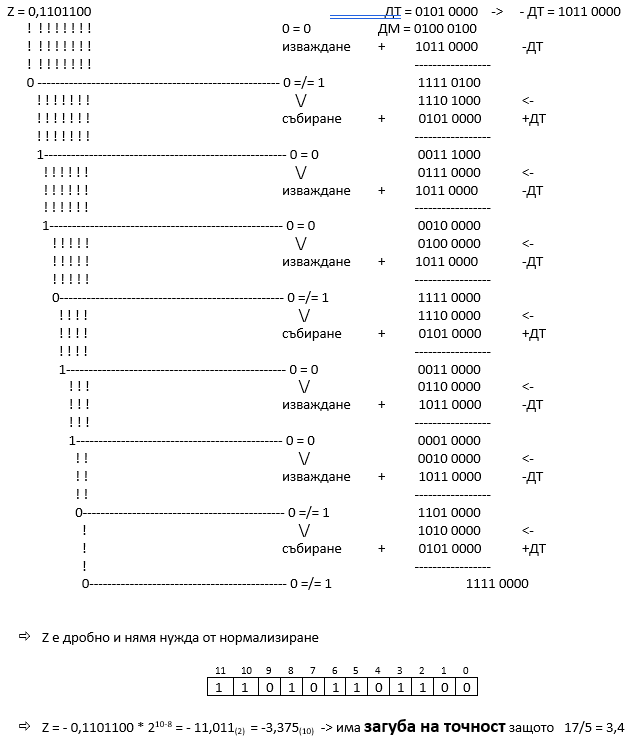 Z = 0,1101100 ДТ = 0101 0000 -> - ДТ = 1011 0000
! ! ! ! ! ! ! ! 0 = 0 ДМ = 0100 0100
! ! ! ! ! ! ! ! изваждане + 1011 0000 -ДТ
! ! ! ! ! ! ! ! -----------------
0 ------------------------------------------------------ 0 =/= 1 1111 0100
! ! ! ! ! ! ! \/ 1110 1000 <-
! ! ! ! ! ! ! събиране + 0101 0000 +ДТ
! ! ! ! ! ! ! -----------------
1------------------------------------------------------ 0 = 0 0011 1000
! ! ! ! ! ! \/ 0111 0000 <-
! ! ! ! ! ! изваждане + 1011 0000 -ДТ
! ! ! ! ! ! -----------------
1---------------------------------------------------- 0 = 0 0010 0000
! ! ! ! ! \/ 0100 0000 <-
! ! ! ! ! изваждане + 1011 0000 -ДТ
! ! ! ! ! -----------------
0-------------------------------------------------- 0 =/= 1 1111 0000
! ! ! ! \/ 1110 0000 <-
! ! ! ! събиране + 0101 0000 +ДТ
! ! ! ! -----------------
1------------------------------------------------- 0 = 0 0011 0000
! ! ! \/ 0110 0000 <-
! ! ! изваждане + 1011 0000 -ДТ
! ! ! -----------------
1---------------------------------------------- 0 = 0 0001 0000
! ! \/ 0010 0000 <-
! ! изваждане + 1011 0000 -ДТ
! ! -----------------
0--------------------------------------------- 0 =/= 1 1101 0000
! \/ 1010 0000 <-
! събиране + 0101 0000 +ДТ
! -----------------
0-------------------------------------------- 0 =/= 1 1111 0000
⇨ Z е дробно и нямя нужда от нормализиране
11 10 9 8 7 6 5 4 3 2 1 0
1 1 0 1 0 1 1 0 1 1 0 0
⇨ Z = - 0,1101100 * 2^10-8 = - 11,011(2) = -3,375(10) -> има загуба на точност защото 17/5 = 3,4